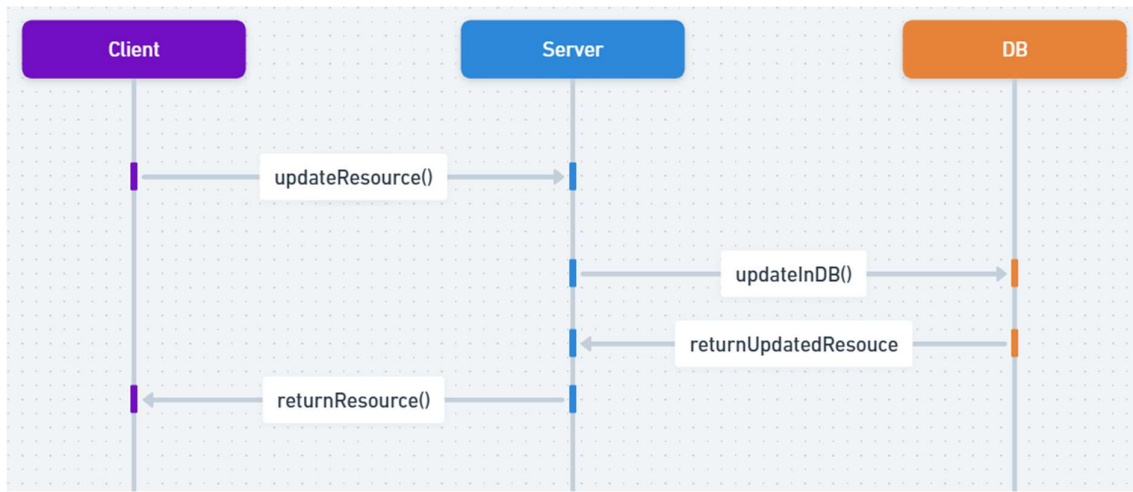 Client
Server
DB
updateResource()
updateInDB()
returnUpdatedResouce
returnResource()